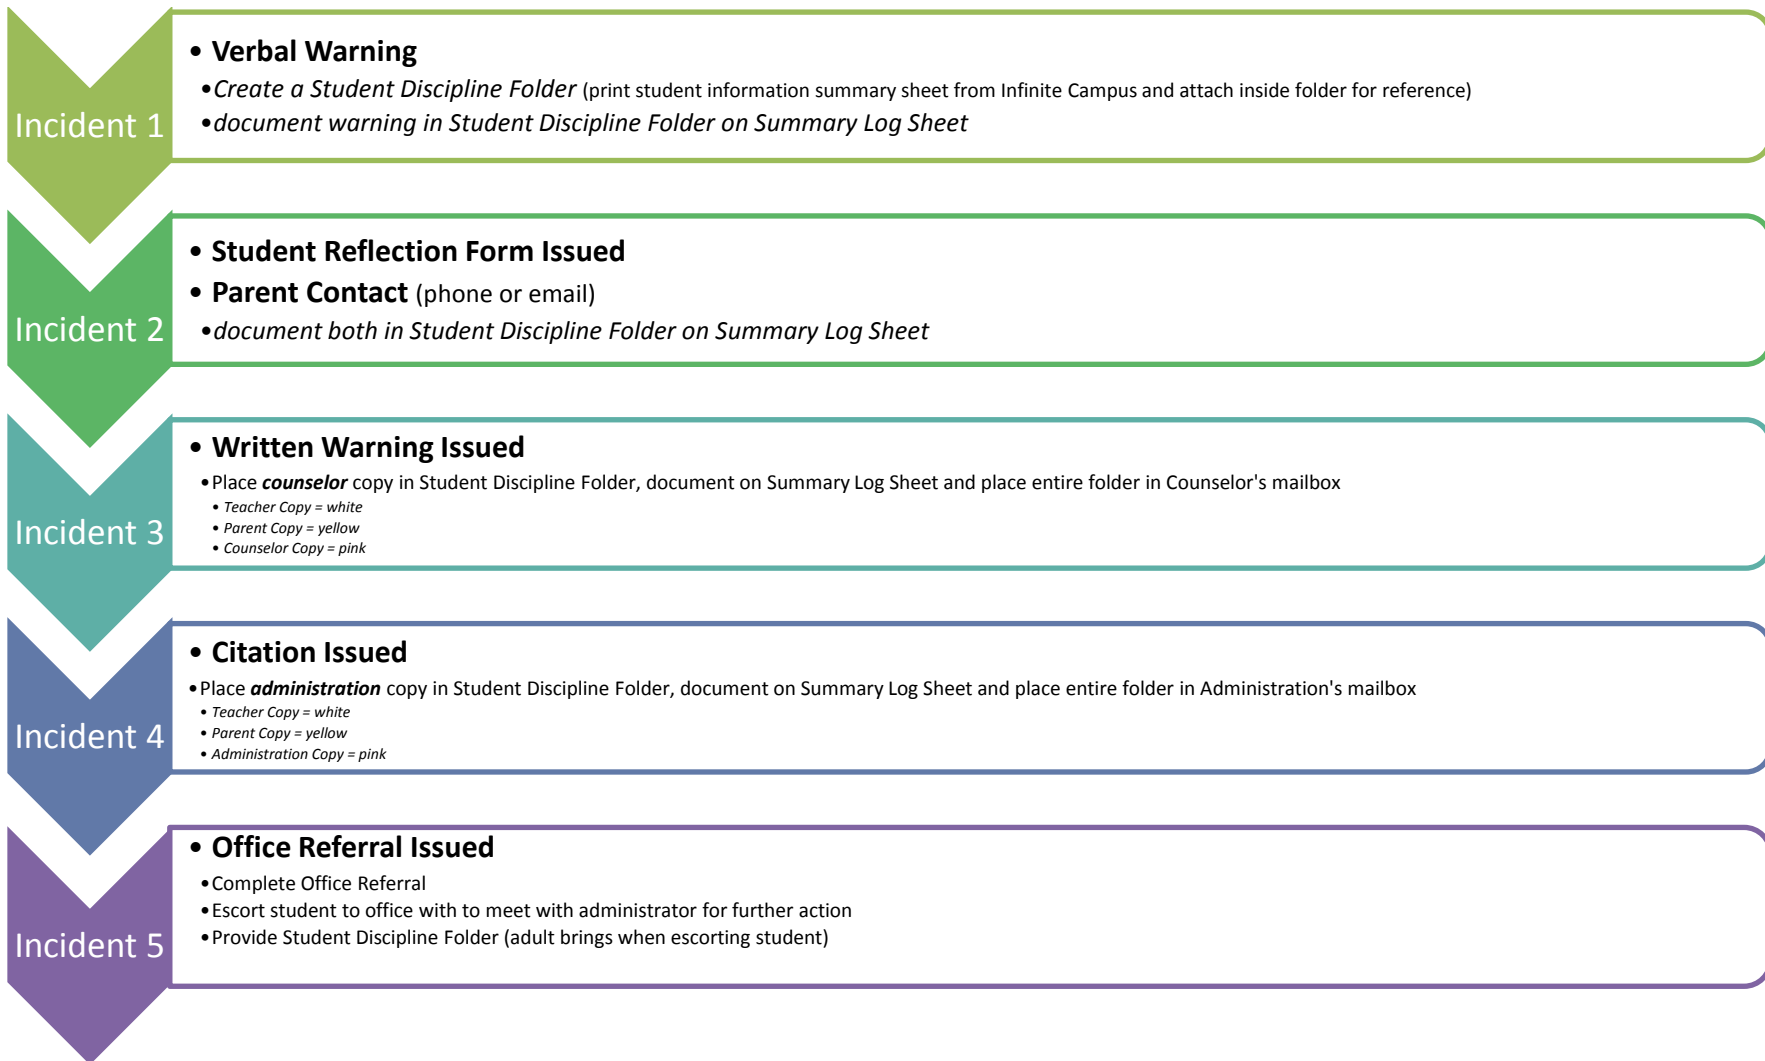 Incident 1
• Verbal Warning
•Create a Student Discipline Folder (print student information summary sheet from Infinite Campus and attach inside folder for reference)
•document warning in Student Discipline Folder on Summary Log Sheet
Incident 2
• Student Reflection Form Issued
• Parent Contact (phone or email)
•document both in Student Discipline Folder on Summary Log Sheet
Incident 3
• Written Warning Issued
•Place counselor copy in Student Discipline Folder, document on Summary Log Sheet and place entire folder in Counselor's mailbox
• Teacher Copy = white
• Parent Copy = yellow
• Counselor Copy = pink
Incident 4
• Citation Issued
•Place administration copy in Student Discipline Folder, document on Summary Log Sheet and place entire folder in Administration's mailbox
• Teacher Copy = white
• Parent Copy = yellow
• Administration Copy = pink
Incident 5
• Office Referral Issued
•Complete Office Referral
•Escort student to office with to meet with administrator for further action
•Provide Student Discipline Folder (adult brings when escorting student)